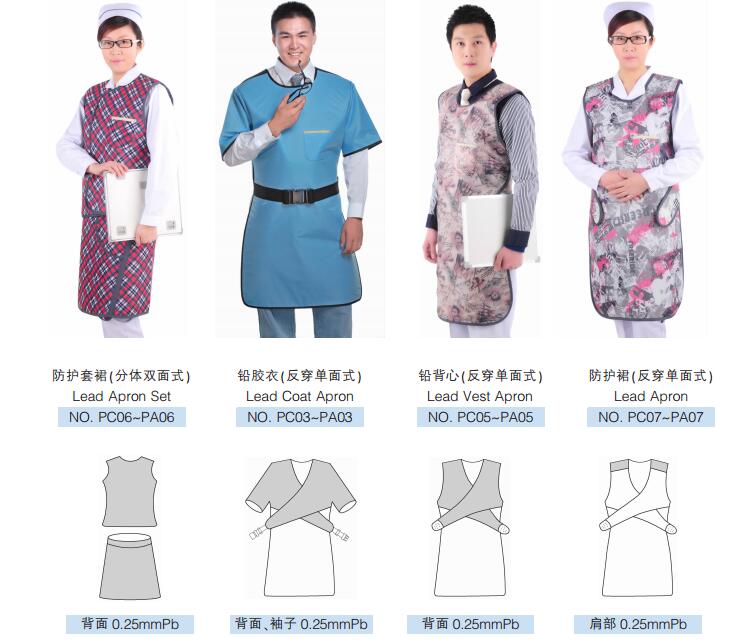 防护套裙(分体双面式)
Lead Apron Set
NO. PC06~PA06
铅胶衣(反穿单面式)
Lead Coat Apron
NO. PC03~PA03
铅背心(反穿单面式)
Lead Vest Apron
NO. PC05~PA05
防护裙(反穿单面式)
Lead Apron
NO. PC07~PA07
背面 0.25mmPb
背面、袖子 0.25mmPb
背面 0.25mmPb
肩部 0.25mmPb